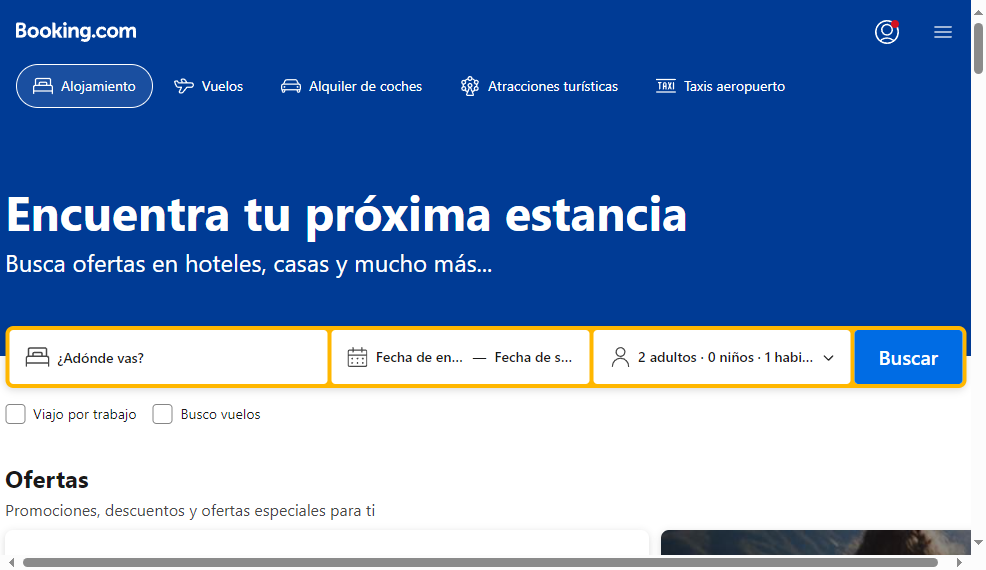 Booking.com
Alojamiento
Vuelos
Alquiler de coches
Atracciones turísticas
TAXI
Taxis aeropuerto
Encuentra tu próxima estancia
Busca ofertas en hoteles, casas y mucho más...
¿Adónde vas?
Fecha de en... — Fecha de s...
2 adultos · 0 niños · 1 habi...
Buscar
Viajo por trabajo
Busco vuelos
Ofertas
Promociones, descuentos y ofertas especiales para ti